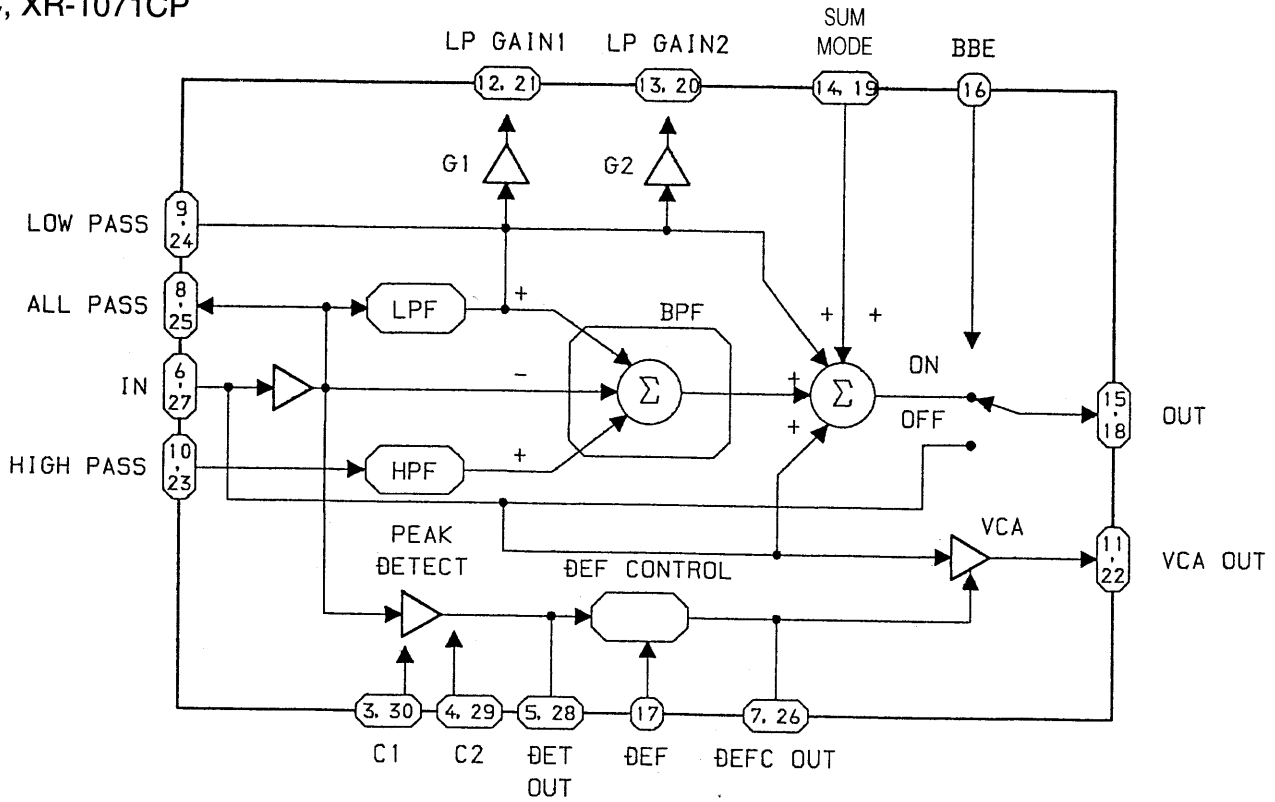 , XR-1071CP
SUM
MODE
LP GAIN1
LP GAIN2
BBE
12, 21
13, 20
14, 19
16
G1
G2
LOW PASS
9, 24
ALL PASS
8, 25
LPF
+
BPF
+ +
IN
6, 27
−
Σ
+
Σ
ON
OFF
15, 18
OUT
HIGH PASS
10, 23
HPF
+
+
PEAK
DETECT
DEF CONTROL
VCA
11, 22
VCA OUT
3, 30
4, 29
5, 28
17
7, 26
C1
C2
DET
OUT
DEF
DEFC OUT